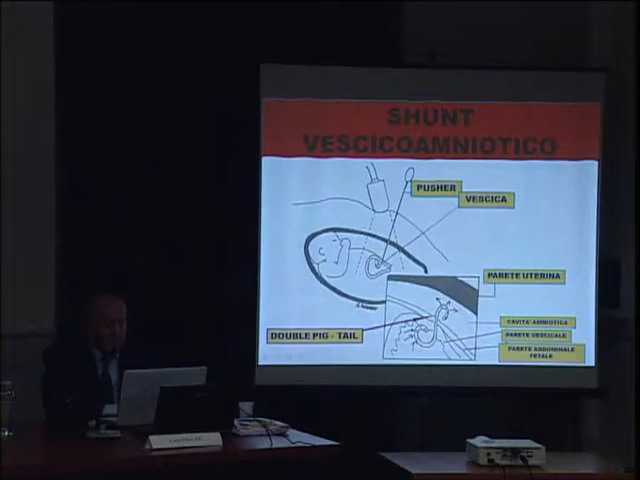 SHUNT
VESCICOAMNIOTICO
PUSHER
VESCICA
PARETE UTERINA
CAVITA' AMNIOTICA
PARETE VESCICALE
PARETE ADDOMINALE
FETALE
DOUBLE PIG - TAIL